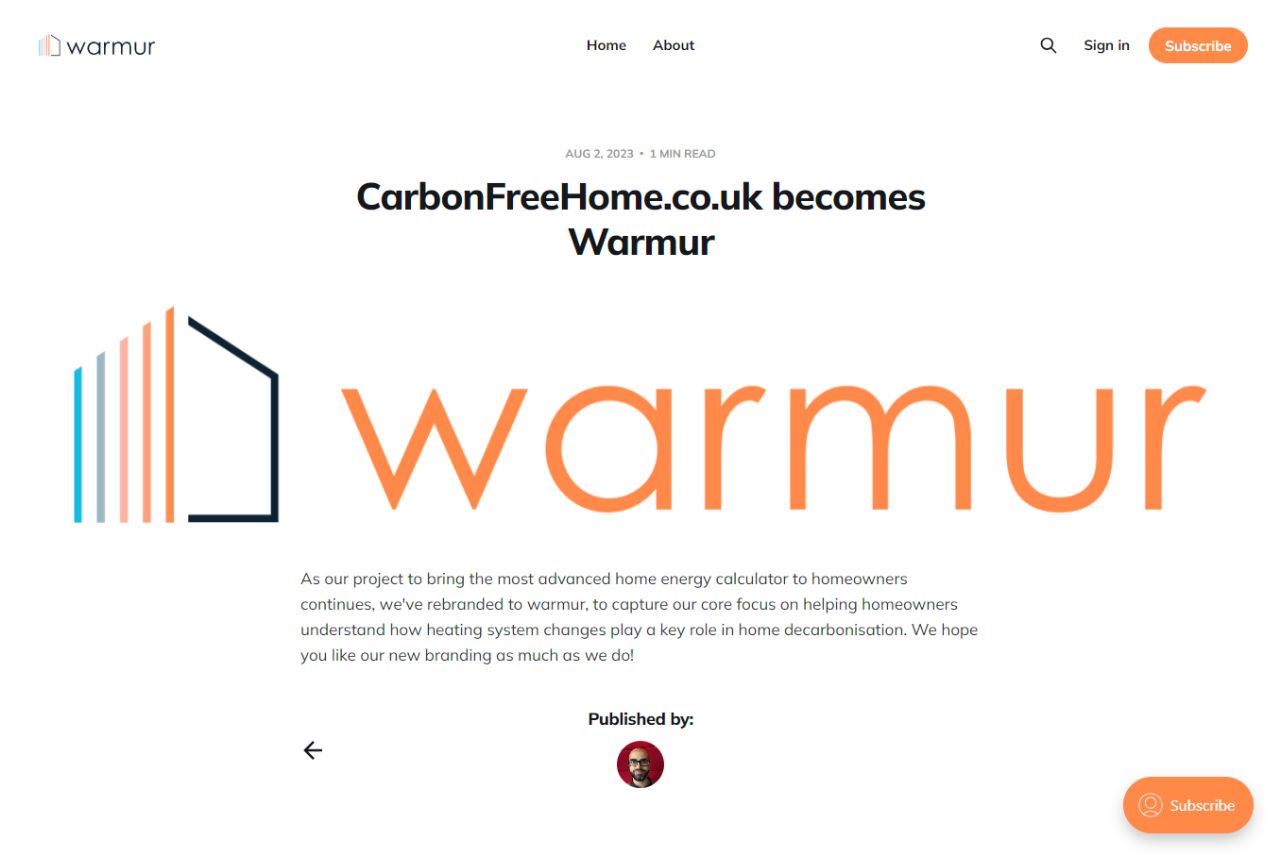 warmur
Home
About
Sign in
Subscribe
AUG 2, 2023 • 1 MIN READ
CarbonFreeHome.co.uk becomes
Warmur
warmur
As our project to bring the most advanced home energy calculator to homeowners
continues, we've rebranded to warmur, to capture our core focus on helping homeowners
understand how heating system changes play a key role in home decarbonisation. We hope
you like our new branding as much as we do!
Published by:
Subscribe